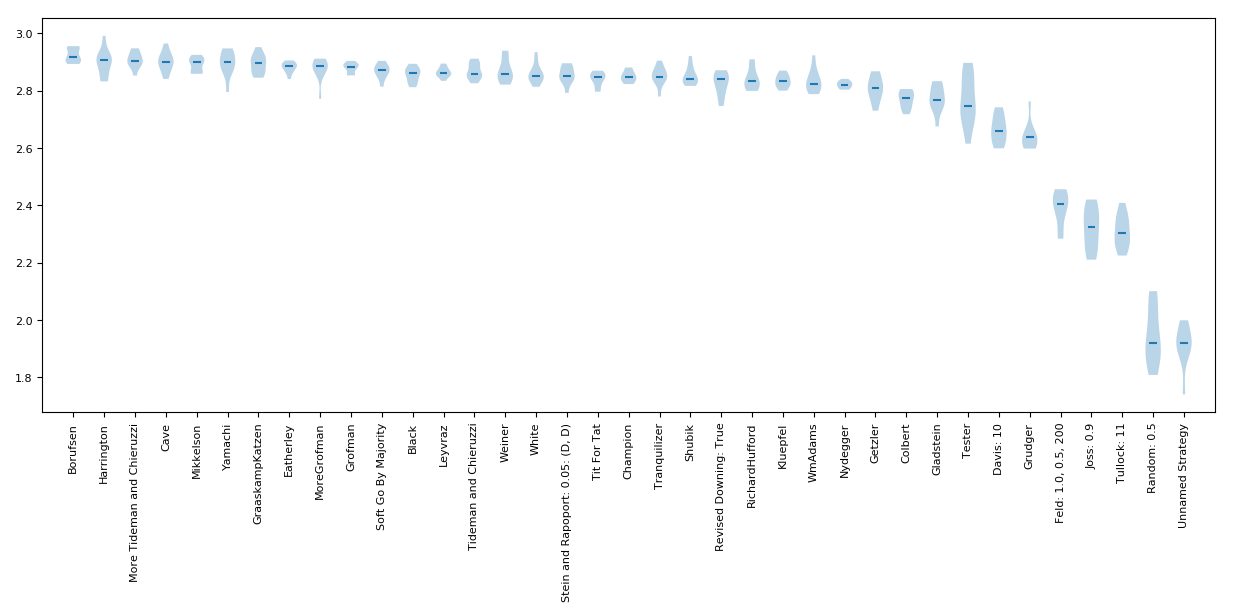 3.0
2.8
2.6
2.4
2.2
2.0
1.8
Borufsen
Harrington
More Tideman and Chieruzzi
Cave
Mikkelson
Yamachi
GraaskampKatzen
Eatherley
MoreGrofman
Grofman
Soft Go By Majority
Black
Leyvraz
Tideman and Chieruzzi
Weiner
White
Stein and Rapoport: 0.05: (D, D)
Tit For Tat
Champion
Tranquilizer
Shubik
Revised Downing: True
RichardHufford
Kluepfel
WmAdams
Nydegger
Getzler
Colbert
Gladstein
Tester
Davis: 10
Grudger
Feld: 1.0, 0.5, 200
Joss: 0.9
Tullock: 11
Random: 0.5
Unnamed Strategy